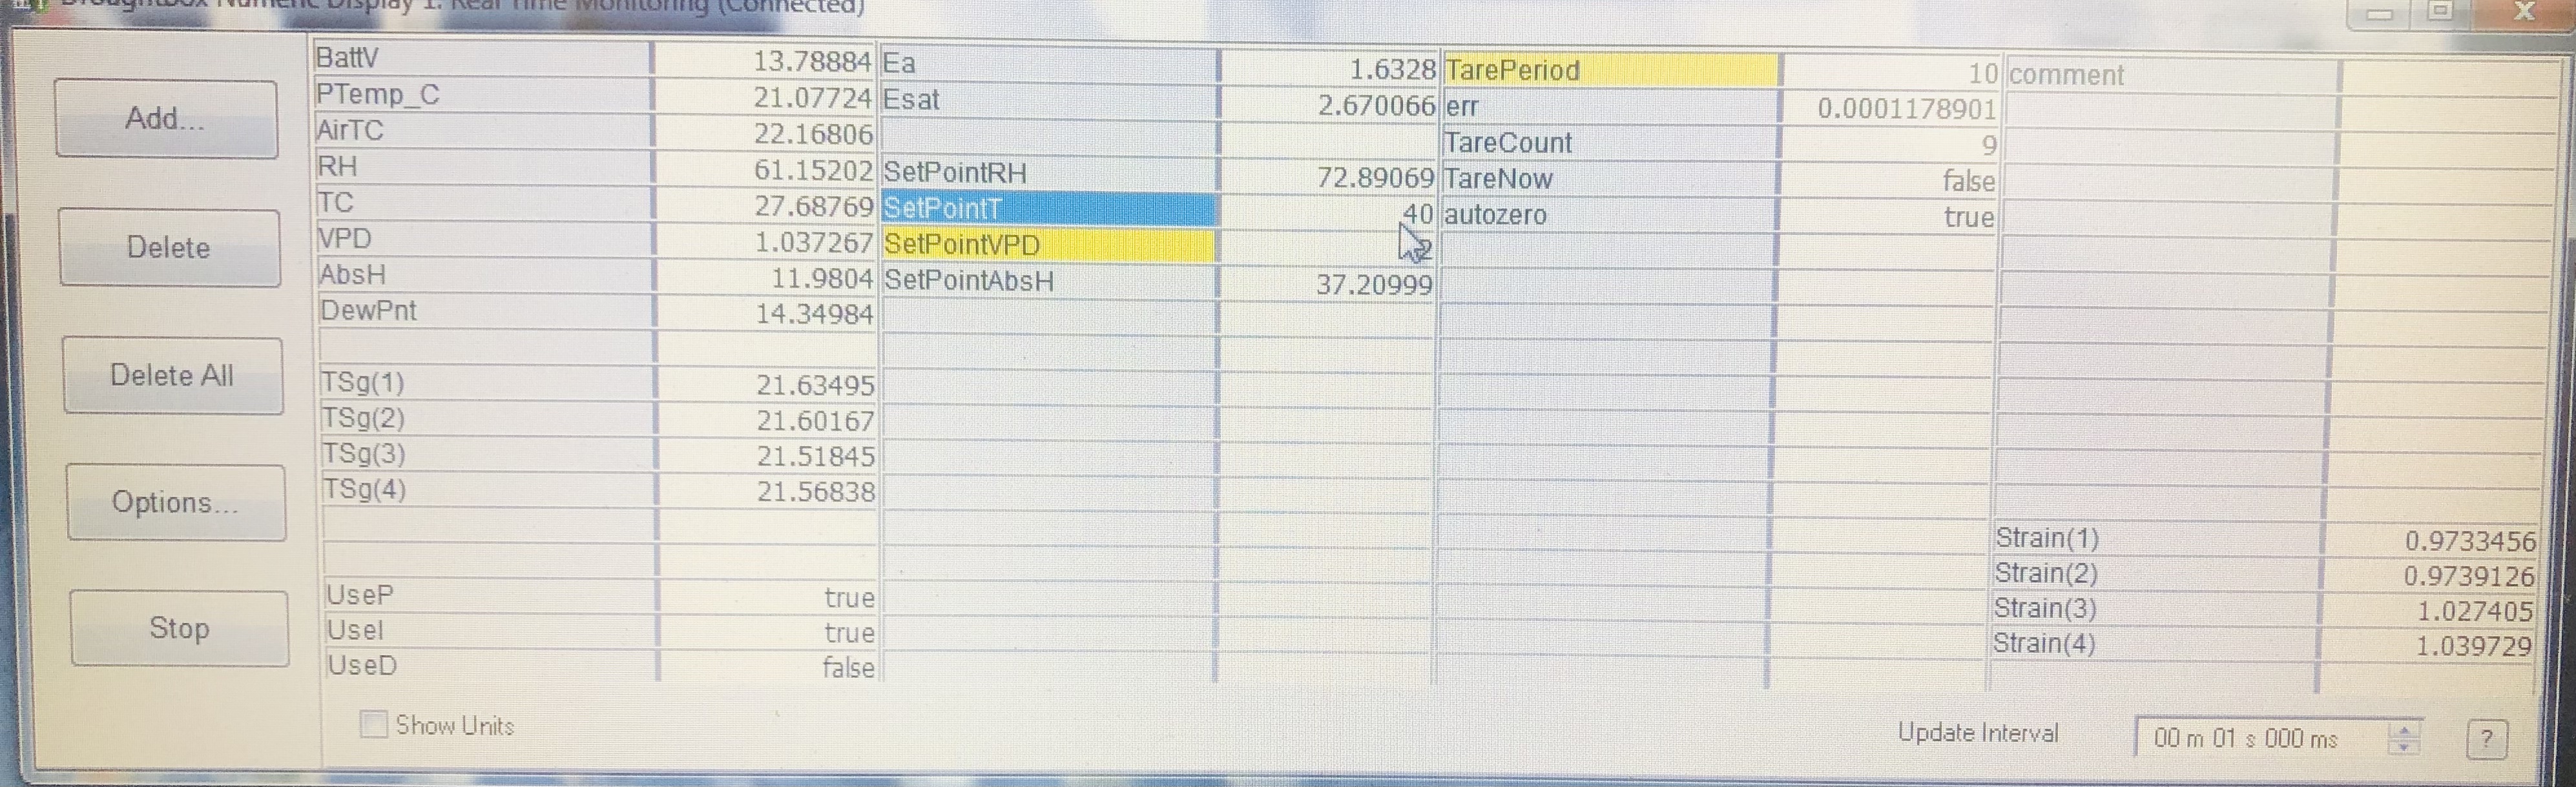 Droughtbox Numeric Display 1: Real Time Monitoring (Connected)
BattV 13.78884 Ea 1.6328 TarePeriod 10 comment
PTemp_C 21.07724 Esat 2.670066 err 0.0001178901
AirTC 22.16806 TareCount 9
RH 61.15202 SetPointRH 72.89069 TareNow false
TC 27.68769 SetPointT 40 autozero true
VPD 1.037267 SetPointVPD 2
AbsH 11.9804 SetPointAbsH 37.20999
DewPnt 14.34984
TSg(1) 21.63495
TSg(2) 21.60167
TSg(3) 21.51845
TSg(4) 21.56838
Strain(1) 0.9733456
Strain(2) 0.9739126
UseP true Strain(3) 1.027405
UseI true Strain(4) 1.039729
UseD false
Add...
Delete
Delete All
Options...
Stop
Show Units
Update Interval 00 m 01 s 000 ms ?